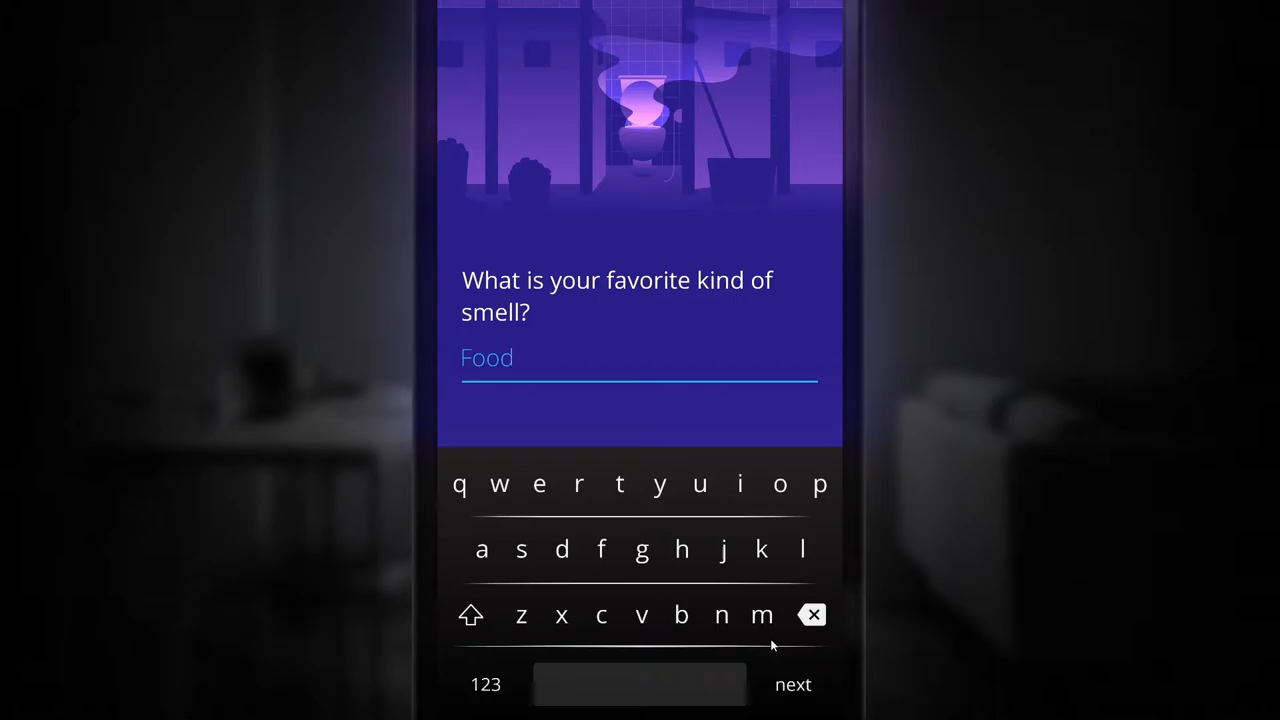 What is your favorite kind of
smell?
Food
q w e r t y u i o p
a s d f g h j k l
z x c v b n m
123 next